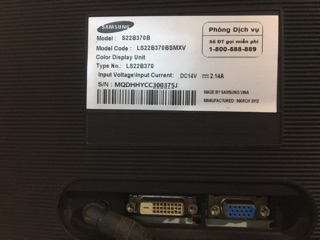 SAMSUNG
Model : S22B370B
Model Code : LS22B370BSMXV
Color Display Unit
Type No.: LS22B370
Input Voltage/Input Current: DC14V ⎓ 2.14A
S/N : MQDHHYCC300375J
Phòng Dịch vụ
Số ĐT gọi miễn phí
1-800-588-889
MADE BY SAMSUNG/VINA
MANUFACTURED : MARCH 2012